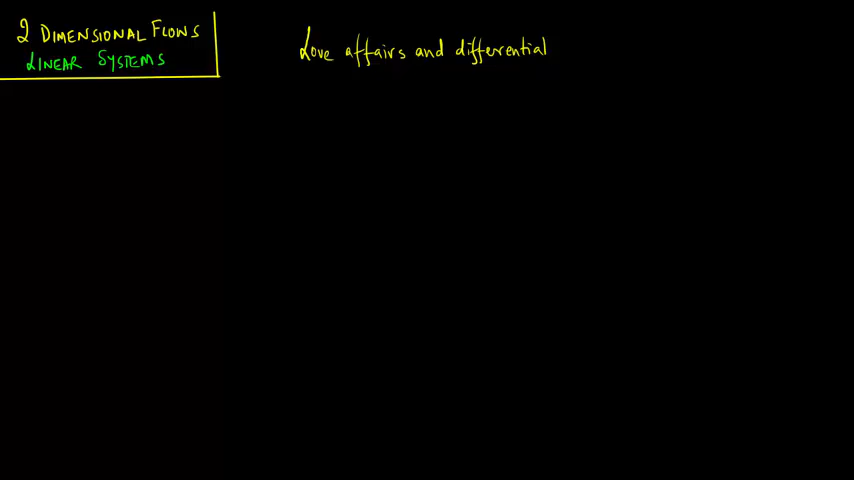 2 DIMENSIONAL FLOWS
LINEAR SYSTEMS
Love affairs and differential